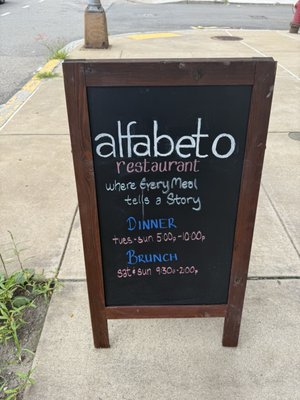 alfabeto
restaurant
where Every Meal
tells a Story
DINNER
tues-sun 5:00p-10:00p
BRUNCH
sat & sun 9:30a-2:00p